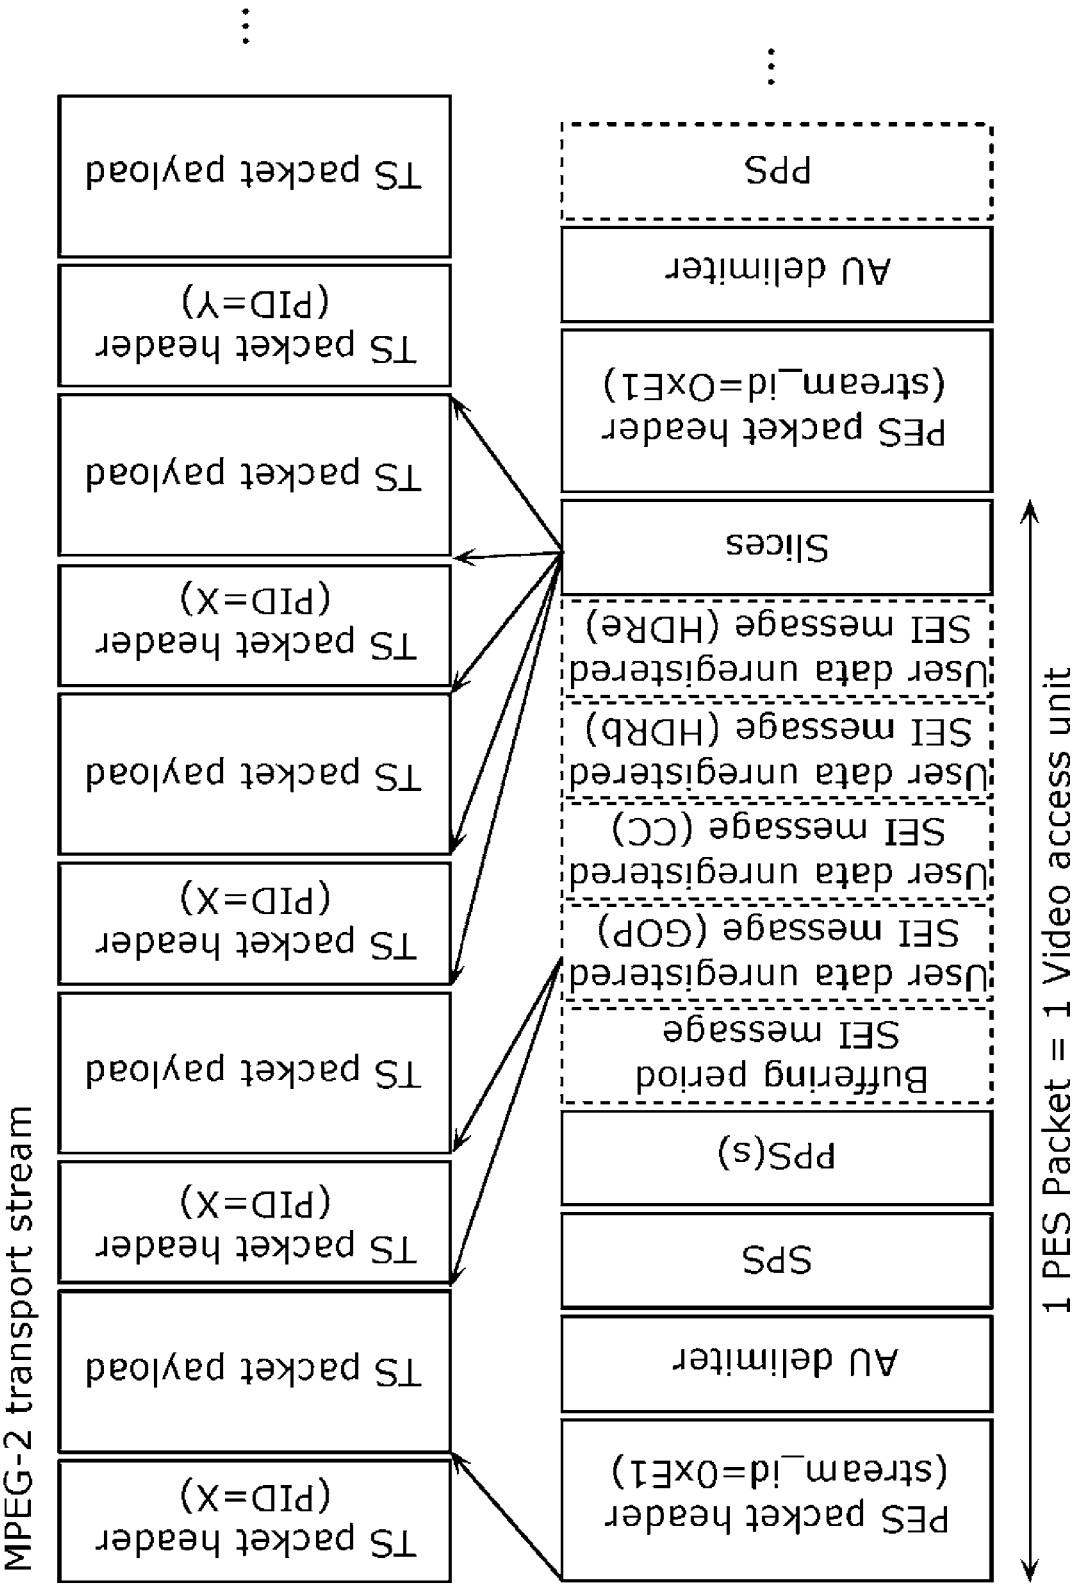 1 PES Packet = 1 Video access unit
PES packet header
(stream_id=0xE1)
AU delimiter
SPS
PPS(s)
Buffering period
SEI message
User data unregistered
SEI message (GOP)
User data unregistered
SEI message (CC)
User data unregistered
SEI message (HDRb)
User data unregistered
SEI message (HDRe)
Slices
PES packet header
(stream_id=0xE1)
AU delimiter
PPS
...
MPEG-2 transport stream
TS packet header
(PID=X)
TS packet payload
TS packet header
(PID=X)
TS packet payload
TS packet header
(PID=X)
TS packet payload
TS packet header
(PID=X)
TS packet payload
TS packet header
(PID=Y)
TS packet payload
...